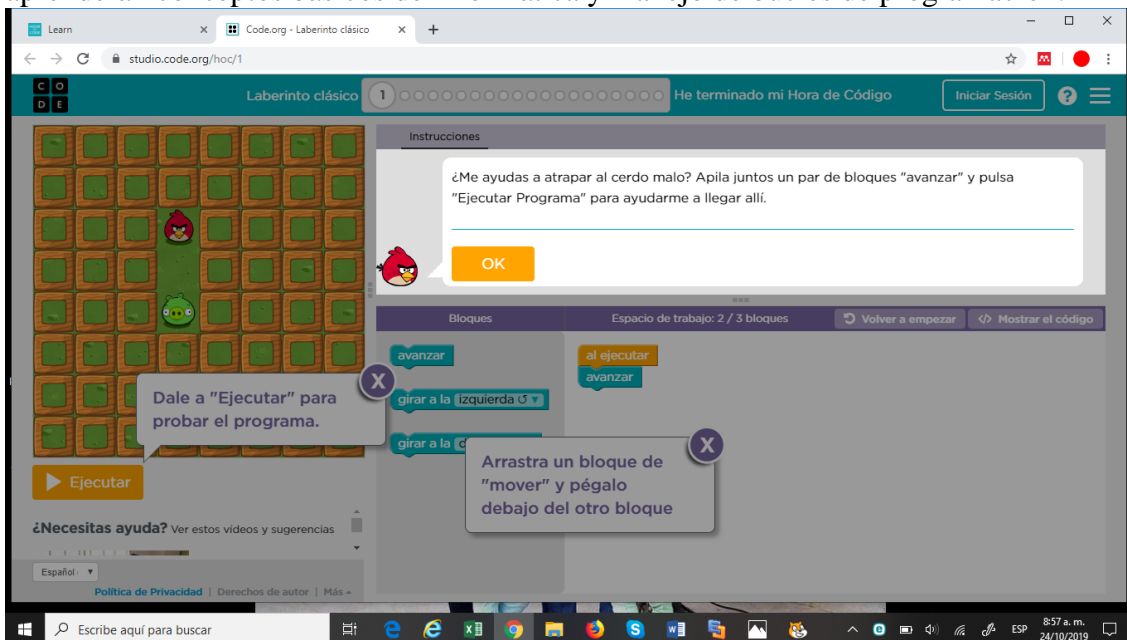 Learn
Code.org - Laberinto clásico
studio.code.org/hoc/1
C O
D E
Laberinto clásico
1
He terminado mi Hora de Código
Iniciar Sesión
Instrucciones
¿Me ayudas a atrapar al cerdo malo? Apila juntos un par de bloques "avanzar" y pulsa
"Ejecutar Programa" para ayudarme a llegar allí.
OK
Bloques
Espacio de trabajo: 2 / 3 bloques
Volver a empezar
Mostrar el código
avanzar
girar a la izquierda
girar a la
al ejecutar
avanzar
Dale a "Ejecutar" para
probar el programa.
X
Arrastra un bloque de
"mover" y pégalo
debajo del otro bloque
X
Ejecutar
¿Necesitas ayuda? Ver estos vídeos y sugerencias
Español
Política de Privacidad | Derechos de autor | Más
Escribe aquí para buscar
ESP
8:57 a. m.
24/10/2019